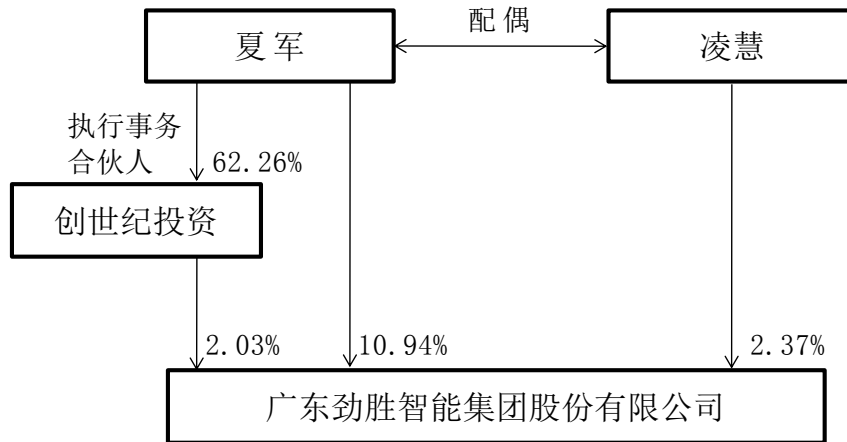 配 偶
夏 军
凌慧
执行事务
合伙人
62.26%
创世纪投资
2.03%
10.94%
2.37%
广东劲胜智能集团股份有限公司